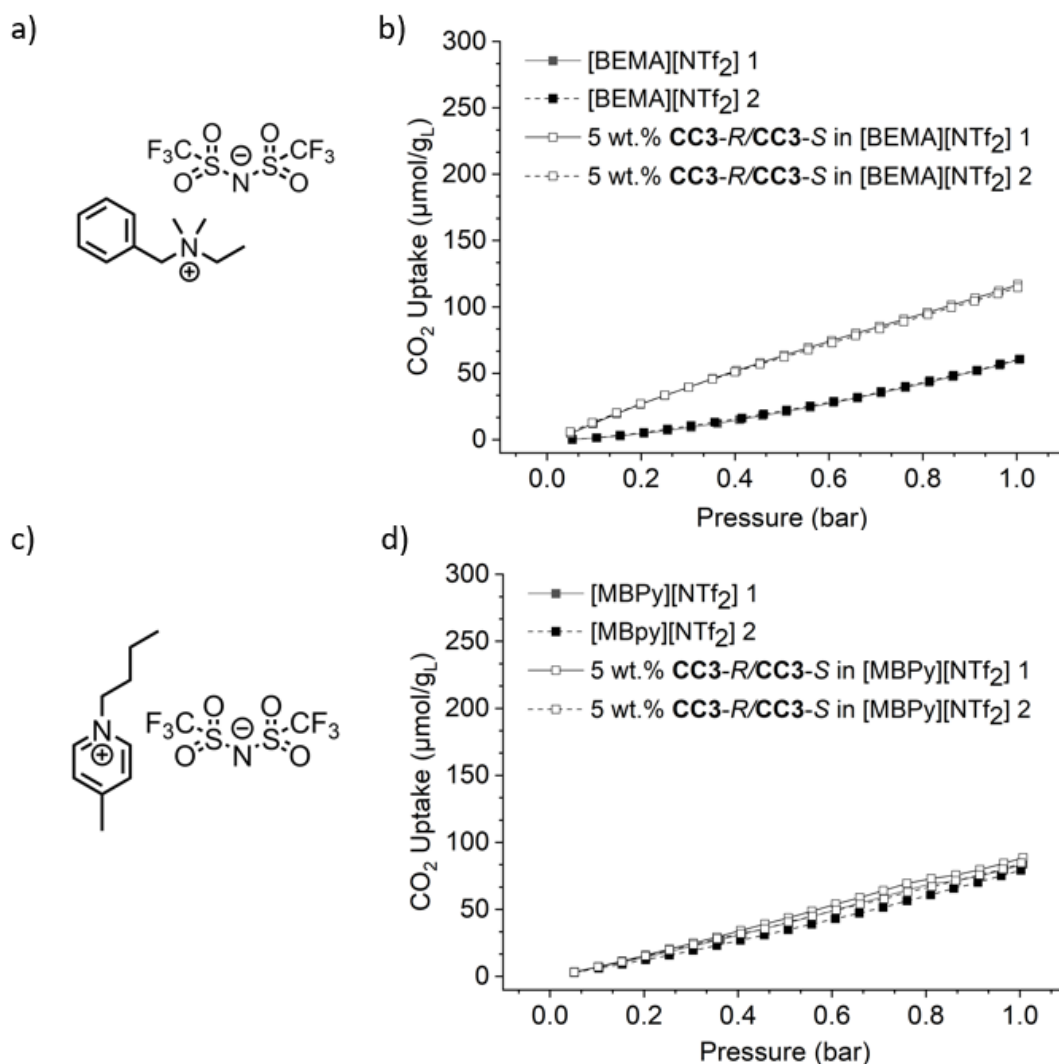 a)
F₃C O O ⊖ O O CF₃
S N S
O O
N
⊕
b)
300
250
200
150
100
50
0
CO₂ Uptake (µmol/g_L)
[BEMA][NTf₂] 1
[BEMA][NTf₂] 2
5 wt.% CC3-R/CC3-S in [BEMA][NTf₂] 1
5 wt.% CC3-R/CC3-S in [BEMA][NTf₂] 2
0.0 0.2 0.4 0.6 0.8 1.0
Pressure (bar)
c)
N
⊕
F₃C O O ⊖ O O CF₃
S N S
O O
d)
300
250
200
150
100
50
0
CO₂ Uptake (µmol/g_L)
[MBPy][NTf₂] 1
[MBpy][NTf₂] 2
5 wt.% CC3-R/CC3-S in [MBPy][NTf₂] 1
5 wt.% CC3-R/CC3-S in [MBPy][NTf₂] 2
0.0 0.2 0.4 0.6 0.8 1.0
Pressure (bar)